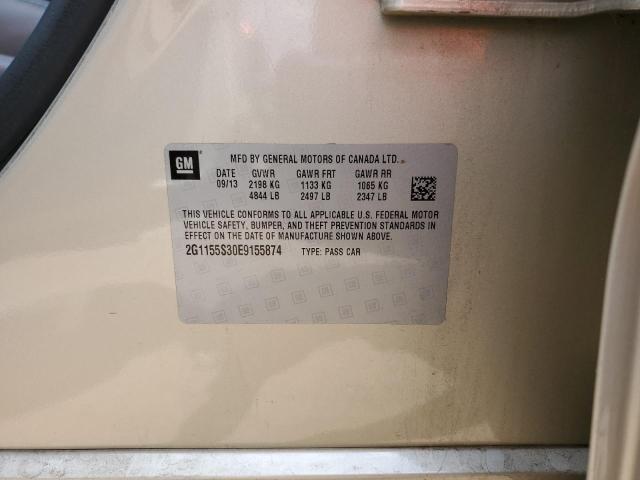 GM
MFD BY GENERAL MOTORS OF CANADA LTD.
DATE GVWR GAWR FRT GAWR RR
09/13 2198 KG 1133 KG 1065 KG
4844 LB 2497 LB 2347 LB
THIS VEHICLE CONFORMS TO ALL APPLICABLE U.S. FEDERAL MOTOR
VEHICLE SAFETY, BUMPER, AND THEFT PREVENTION STANDARDS
IN EFFECT ON THE DATE OF MANUFACTURE SHOWN ABOVE.
2G1155S30E9155874 TYPE: PASS CAR